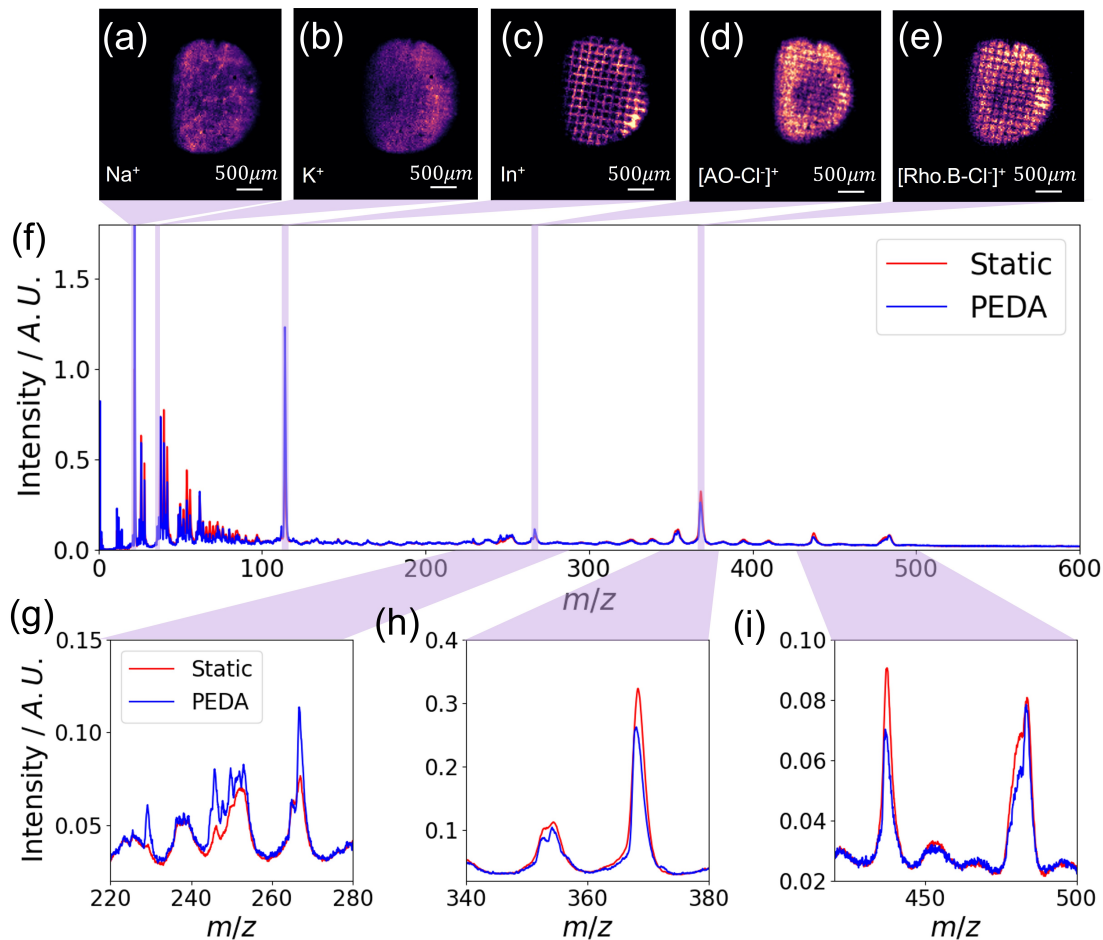 (a) (b) (c) (d) (e)
Na⁺ 500μm K⁺ 500μm In⁺ 500μm [AO-Cl⁻]⁺ 500μm [Rho.B-Cl⁻]⁺ 500μm
(f)
Intensity / A. U.
1.5
1.0
0.5
0.0
Static
PEDA
0 100 200 300 400 500 600
m/z
(g)
Intensity / A. U.
0.15
0.10
0.05
Static
PEDA
220 240 260 280
m/z
(h)
0.4
0.3
0.2
0.1
340 360 380
m/z
(i)
0.10
0.08
0.06
0.04
0.02
450 500
m/z